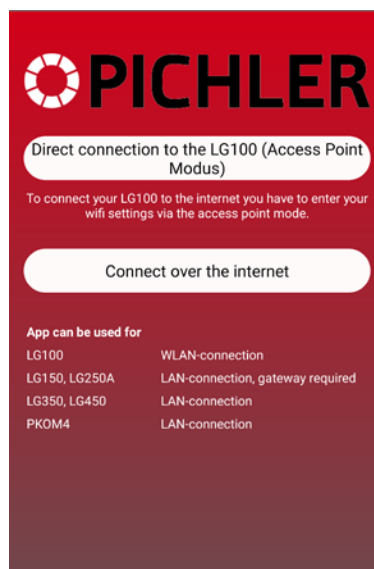 PICHLER
Direct connection to the LG100 (Access Point
Modus)
To connect your LG100 to the internet you have to enter your
wifi settings via the access point mode.
Connect over the internet
App can be used for
LG100 WLAN-connection
LG150, LG250A LAN-connection, gateway required
LG350, LG450 LAN-connection
PKOM4 LAN-connection